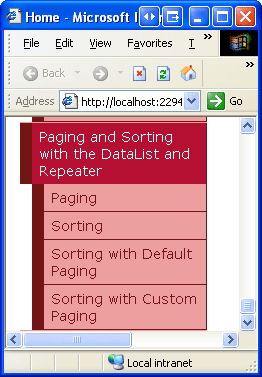 Home - Microsoft I
File Edit View Favorites T »
Back »
Address http://localhost:2294 Go
Paging and Sorting
with the DataList and
Repeater
Paging
Sorting
Sorting with Default
Paging
Sorting with Custom
Paging
Local intranet